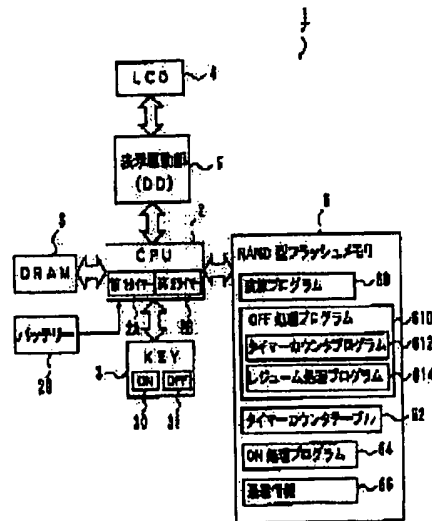 1
LCD
4
表示駆動部
(DD)
5
2
6
NAND型フラッシュメモリ
DRAM
CPU
第1タイマー
第2タイマー
2A
2B
60
OFF処理プログラム
610
タイマーカウンタプログラム
612
レジューム処理プログラム
614
バッテリー
20
KEY
3
ON
OFF
30
31
タイマーカウンタテーブル
62
ON処理プログラム
64
66